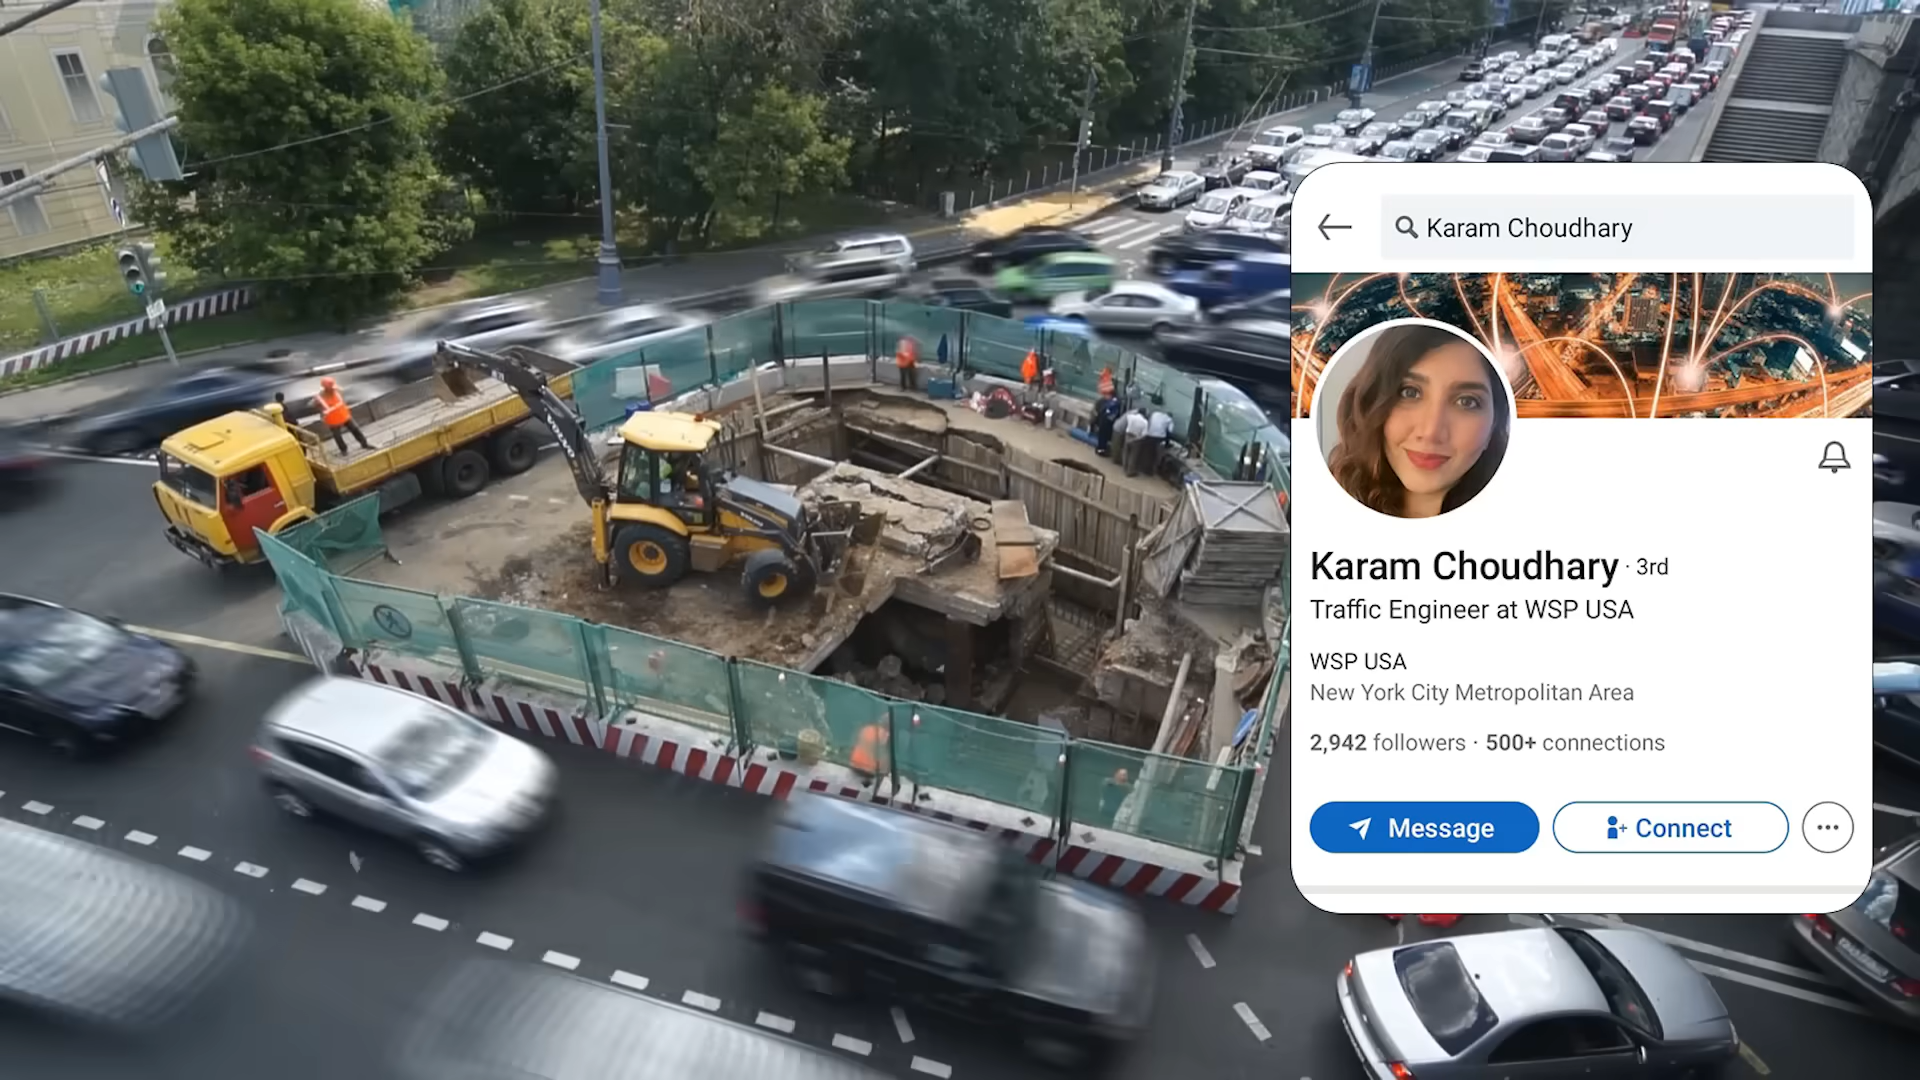 Karam Choudhary
Karam Choudhary · 3rd
Traffic Engineer at WSP USA
WSP USA
New York City Metropolitan Area
2,942 followers · 500+ connections
Message
Connect
VOLVO